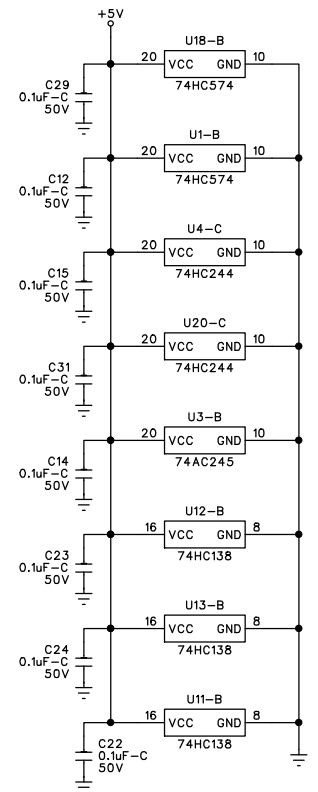 +5V
U18-B
20 VCC GND 10
74HC574
C29
0.1uF-C
50V
U1-B
20 VCC GND 10
74HC574
C12
0.1uF-C
50V
U4-C
20 VCC GND 10
74HC244
C15
0.1uF-C
50V
U20-C
20 VCC GND 10
74HC244
C31
0.1uF-C
50V
U3-B
20 VCC GND 10
74AC245
C14
0.1uF-C
50V
U12-B
16 VCC GND 8
74HC138
C23
0.1uF-C
50V
U13-B
16 VCC GND 8
74HC138
C24
0.1uF-C
50V
U11-B
16 VCC GND 8
74HC138
C22
0.1uF-C
50V